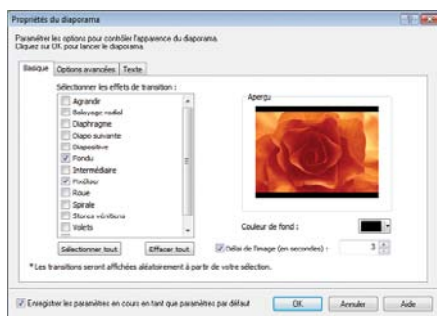 Propriétés du diaporama
Paramétrer les options pour contrôler l'apparence du diaporama.
Cliquez sur OK pour lancer le diaporama.
Basique Options avancées Texte
Sélectionner les effets de transition :
Aperçu
Agrandir
Balayage radial
Diaphragme
Diapo suivante
Diapositive
Fondu
Intermédiaire
Pixéliser
Roue
Spirale
Stores vénitiens
Volets
Couleur de fond :
Sélectionner tout Effacer tout
Délai de l'image (en secondes) : 3
* Les transitions seront affichées aléatoirement à partir de votre sélection.
Enregistrer les paramètres en cours en tant que paramètres par défaut
OK Annuler Aide